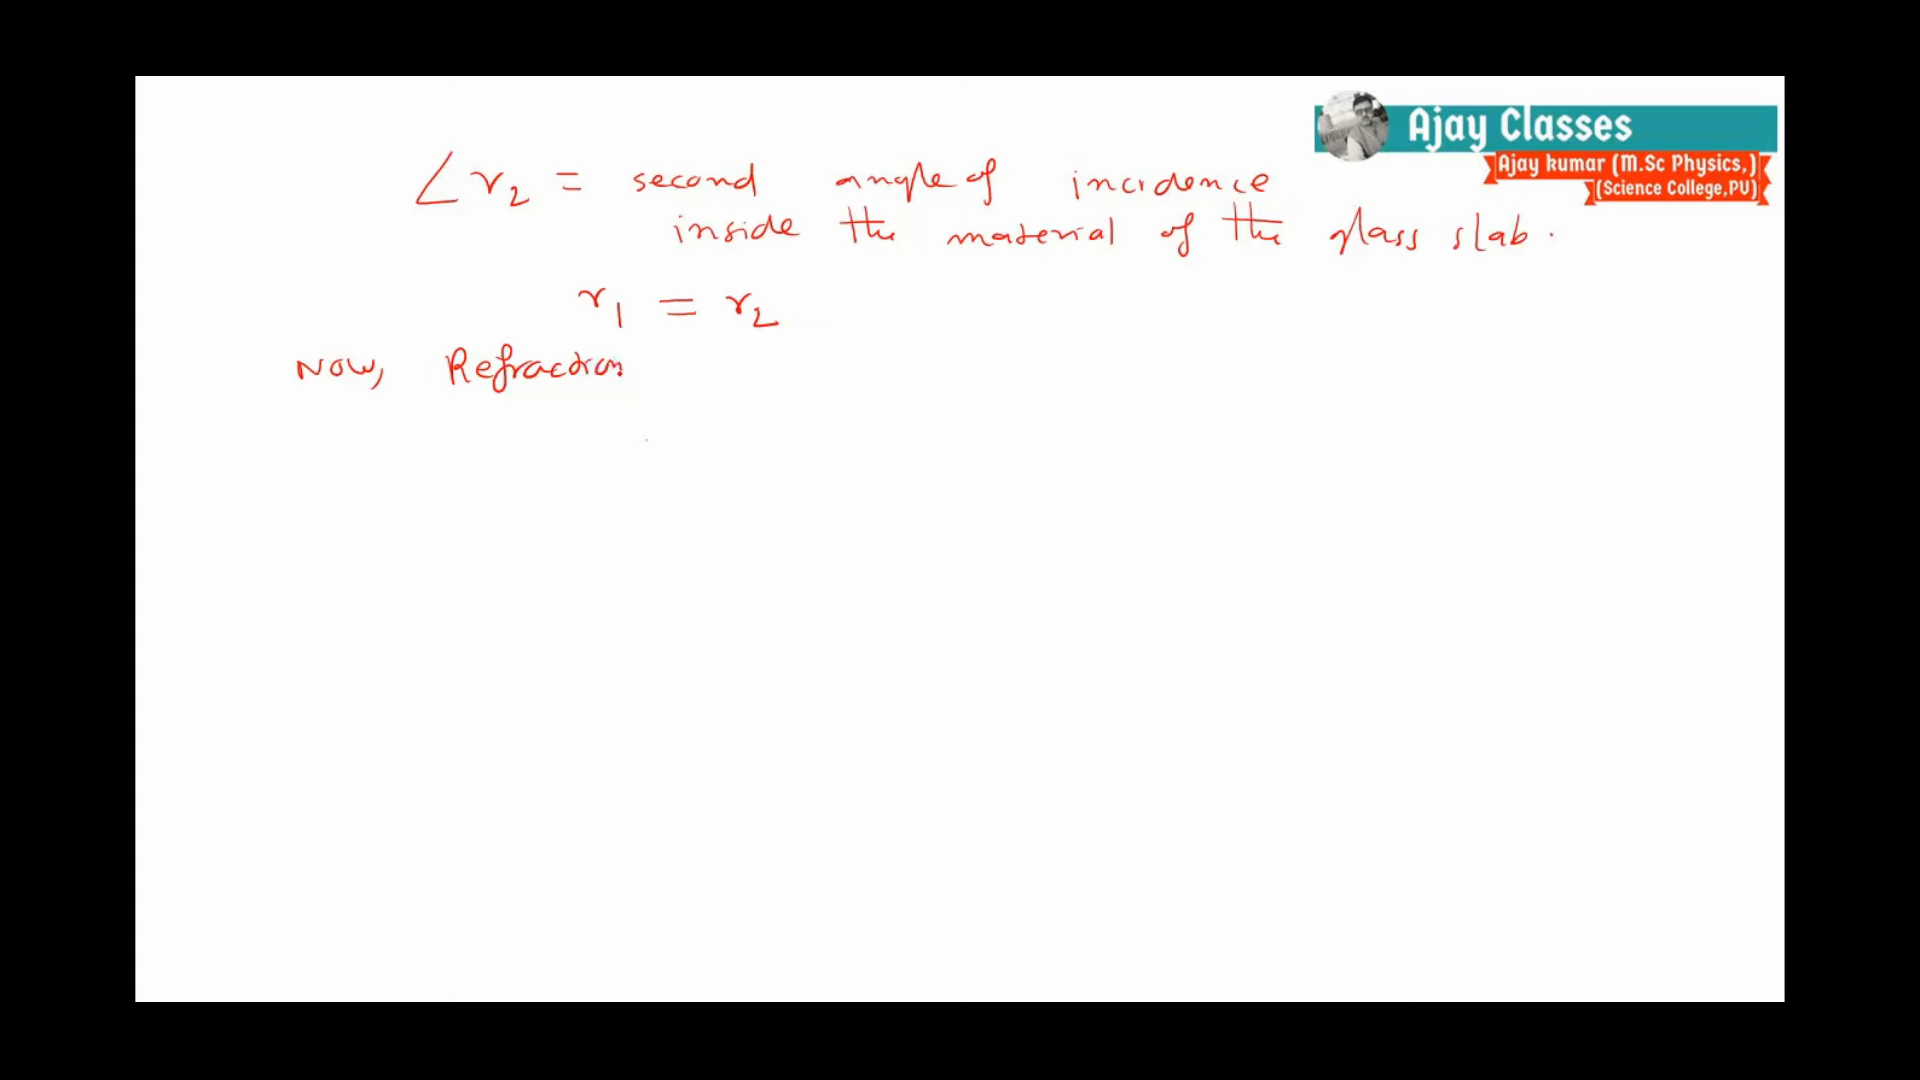 Ajay Classes
Ajay kumar (M.Sc Physics,)
(Science College,PU)
∠r₂ = second angle of incidence
inside the material of the glass slab.
r₁ = r₂
Now, Refraction